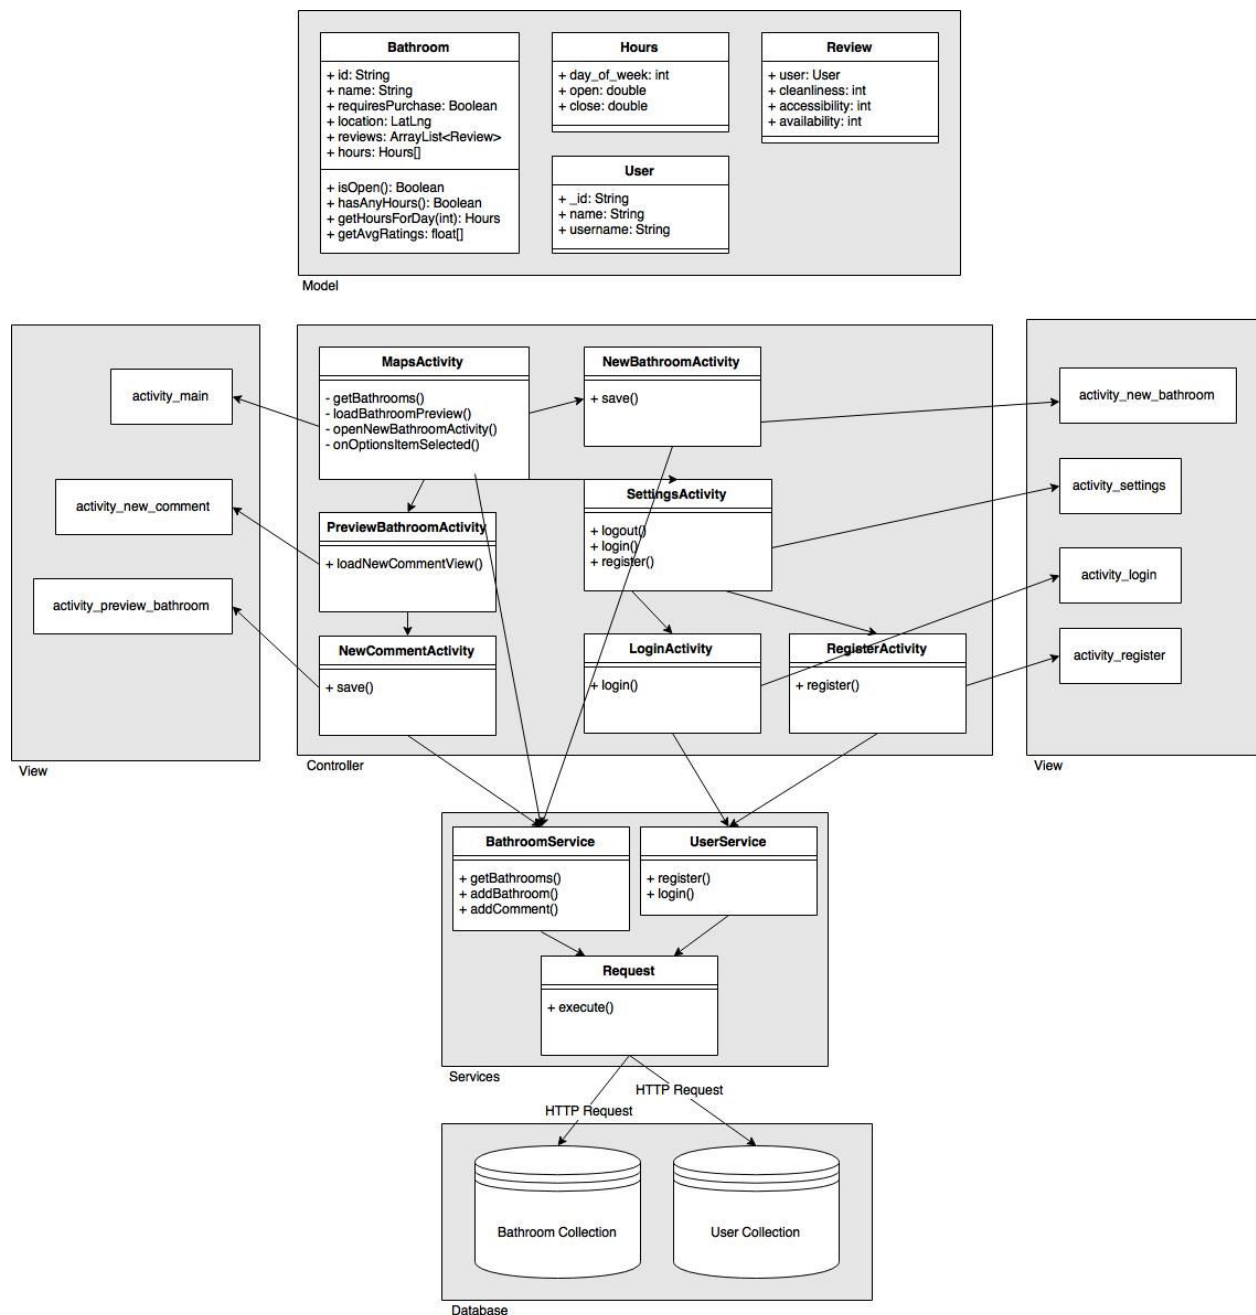 Bathroom
+ id: String
+ name: String
+ requiresPurchase: Boolean
+ location: LatLng
+ reviews: ArrayList<Review>
+ hours: Hours[]
+ isOpen(): Boolean
+ hasAnyHours(): Boolean
+ getHoursForDay(int): Hours
+ getAvgRatings: float[]
Hours
+ day_of_week: int
+ open: double
+ close: double
Review
+ user: User
+ cleanliness: int
+ accessibility: int
+ availability: int
User
+ _id: String
+ name: String
+ username: String
Model
activity_main
activity_new_comment
activity_preview_bathroom
View
MapsActivity
- getBathrooms()
- loadBathroomPreview()
- openNewBathroomActivity()
- onOptionsItemSelected()
NewBathroomActivity
+ save()
PreviewBathroomActivity
+ loadNewCommentView()
SettingsActivity
+ logout()
+ login()
+ register()
NewCommentActivity
+ save()
LoginActivity
+ login()
RegisterActivity
+ register()
Controller
activity_new_bathroom
activity_settings
activity_login
activity_register
View
BathroomService
+ getBathrooms()
+ addBathroom()
+ addComment()
UserService
+ register()
+ login()
Request
+ execute()
Services
HTTP Request
HTTP Request
Bathroom Collection
User Collection
Database